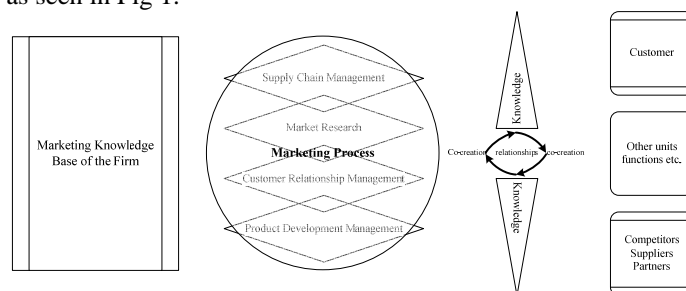 as seen in Fig 1.
Marketing Knowledge
Base of the Firm
Supply Chain Management
Market Research
Marketing Process
Customer Relationship Management
Product Development Management
Knowledge
Co-creation
relationships
co-creation
Knowledge
Customer
Other units
functions etc.
Competitors
Suppliers
Partners